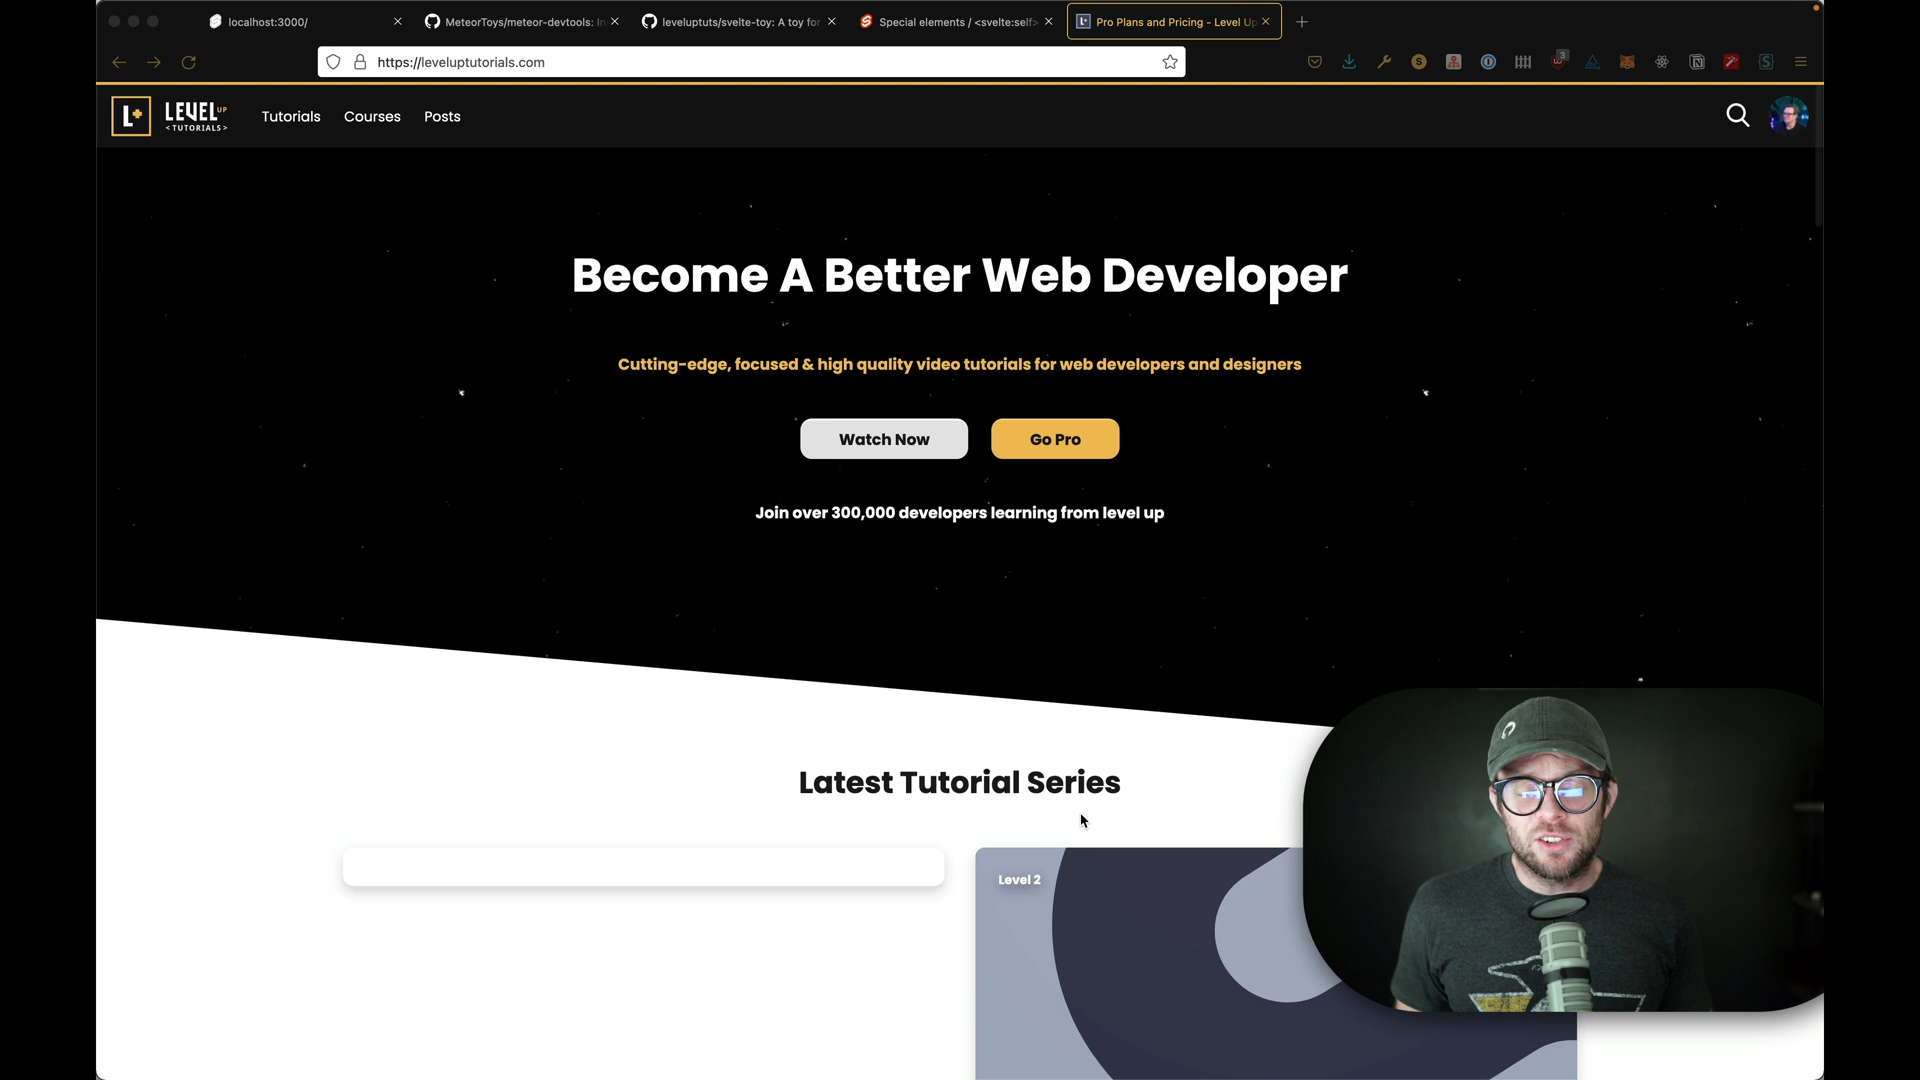 localhost:3000/
MeteorToys/meteor-devtools: In
leveluptuts/svelte-toy: A toy for
Special elements / <svelte:self>
Pro Plans and Pricing - Level Up
https://leveluptutorials.com
3
L+
LEVEL UP
<TUTORIALS>
Tutorials
Courses
Posts
Become A Better Web Developer
Cutting-edge, focused & high quality video tutorials for web developers and designers
Watch Now
Go Pro
Join over 300,000 developers learning from level up
Latest Tutorial Series
Level 2